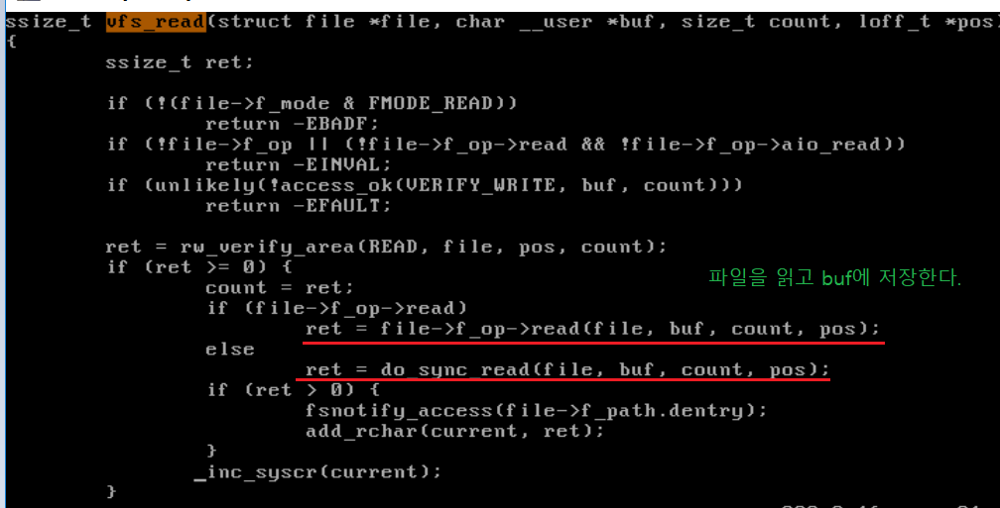 ssize_t vfs_read(struct file *file, char __user *buf, size_t count, loff_t *pos)
{
        ssize_t ret;

        if (!(file->f_mode & FMODE_READ))
                return -EBADF;
        if (!file->f_op || (!file->f_op->read && !file->f_op->aio_read))
                return -EINVAL;
        if (unlikely(!access_ok(VERIFY_WRITE, buf, count)))
                return -EFAULT;

        ret = rw_verify_area(READ, file, pos, count);
        if (ret >= 0) {
파일을 읽고 buf에 저장한다.
                count = ret;
                if (file->f_op->read)
                        ret = file->f_op->read(file, buf, count, pos);
                else
                        ret = do_sync_read(file, buf, count, pos);
                if (ret > 0) {
                        fsnotify_access(file->f_path.dentry);
                        add_rchar(current, ret);
                }
                inc_syscr(current);
        }